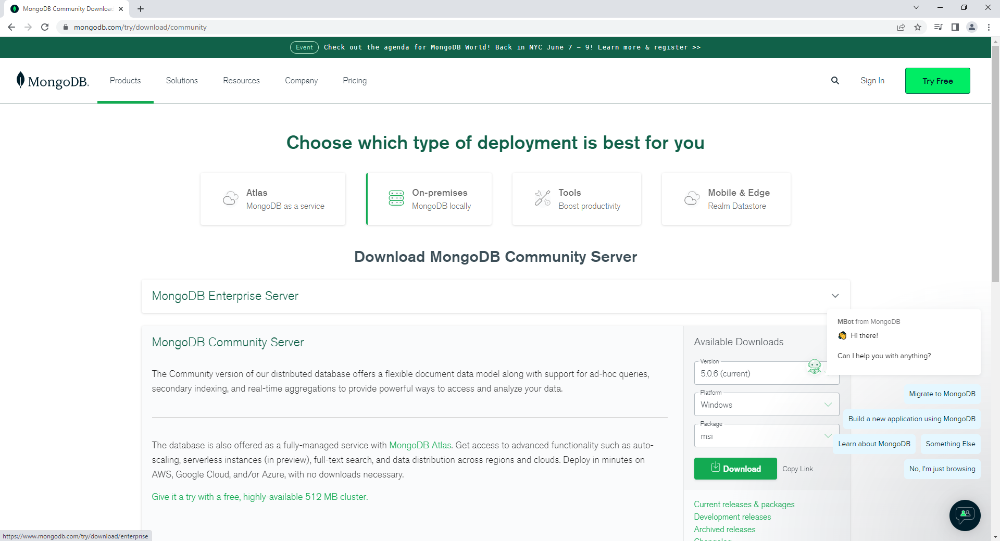 MongoDB Community Download
mongodb.com/try/download/community
Event Check out the agenda for MongoDB World! Back in NYC June 7 – 9! Learn more & register >>
MongoDB. Products Solutions Resources Company Pricing Sign In Try Free
Choose which type of deployment is best for you
Atlas
MongoDB as a service
On-premises
MongoDB locally
Tools
Boost productivity
Mobile & Edge
Realm Datastore
Download MongoDB Community Server
MongoDB Enterprise Server
MongoDB Community Server
The Community version of our distributed database offers a flexible document data model along with support for ad-hoc queries,
secondary indexing, and real-time aggregations to provide powerful ways to access and analyze your data.
The database is also offered as a fully-managed service with MongoDB Atlas. Get access to advanced functionality such as auto-
scaling, serverless instances (in preview), full-text search, and data distribution across regions and clouds. Deploy in minutes on
AWS, Google Cloud, and/or Azure, with no downloads necessary.
Give it a try with a free, highly-available 512 MB cluster.
Available Downloads
Version
5.0.6 (current)
Platform
Windows
Package
msi
Download Copy Link
Current releases & packages
Development releases
Archived releases
Changelog
MBot from MongoDB
Hi there!
Can I help you with anything?
Migrate to MongoDB
Build a new application using MongoDB
Learn about MongoDB Something Else
No, I'm just browsing
https://www.mongodb.com/try/download/enterprise